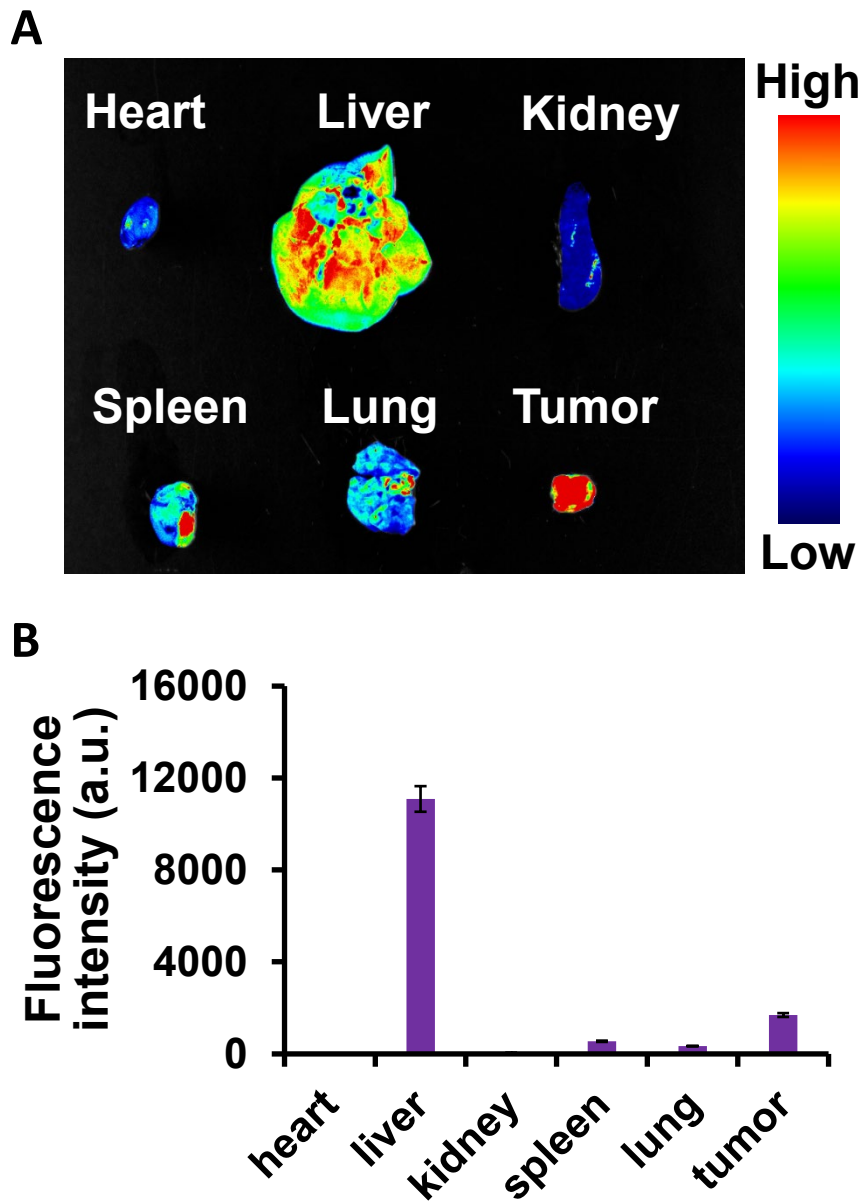 A
Heart Liver Kidney
High
Spleen Lung Tumor
Low
B
Fluorescence
intensity (a.u.)
16000
12000
8000
4000
0
heart liver kidney spleen lung tumor